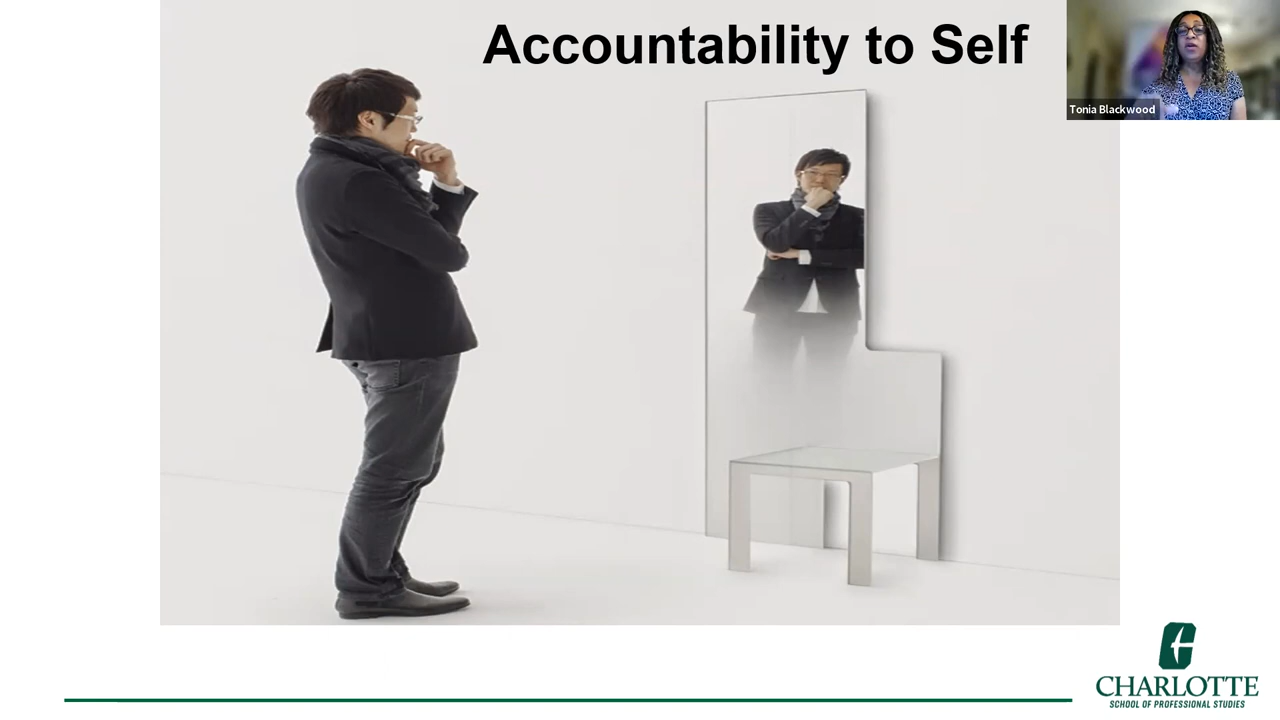 Accountability to Self
Tonia Blackwood
CHARLOTTE
SCHOOL OF PROFESSIONAL STUDIES